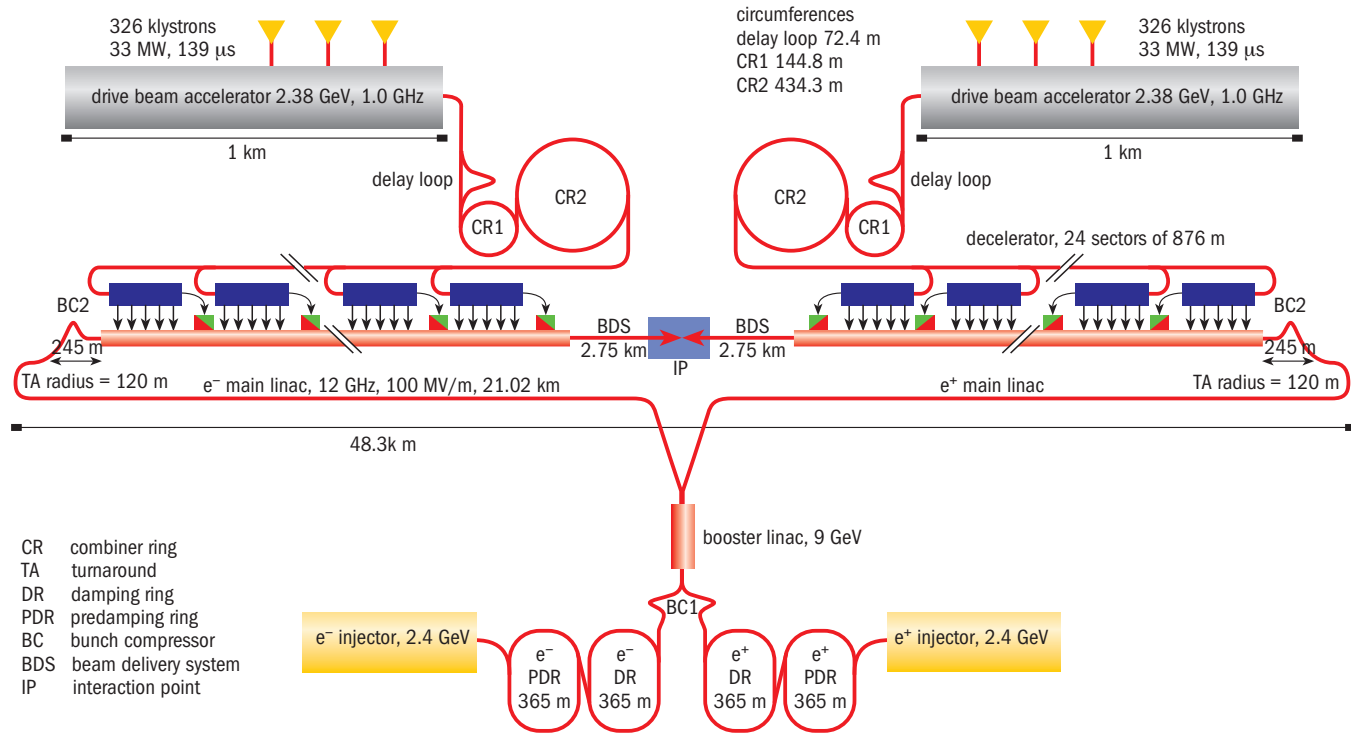 326 klystrons
33 MW, 139 μs
circumferences
delay loop 72.4 m
CR1 144.8 m
CR2 434.3 m
326 klystrons
33 MW, 139 μs
drive beam accelerator 2.38 GeV, 1.0 GHz
drive beam accelerator 2.38 GeV, 1.0 GHz
1 km
1 km
delay loop
CR2
CR1
CR2
CR1
delay loop
decelerator, 24 sectors of 876 m
BC2
BC2
245 m
BDS
2.75 km
IP
BDS
2.75 km
245 m
TA radius = 120 m
e⁻ main linac, 12 GHz, 100 MV/m, 21.02 km
e⁺ main linac
TA radius = 120 m
48.3k m
booster linac, 9 GeV
CR combiner ring
TA turnaround
DR damping ring
PDR predamping ring
BC bunch compressor
BDS beam delivery system
IP interaction point
BC1
e⁻ injector, 2.4 GeV
e⁻
PDR
365 m
e⁻
DR
365 m
e⁺
DR
365 m
e⁺
PDR
365 m
e⁺ injector, 2.4 GeV